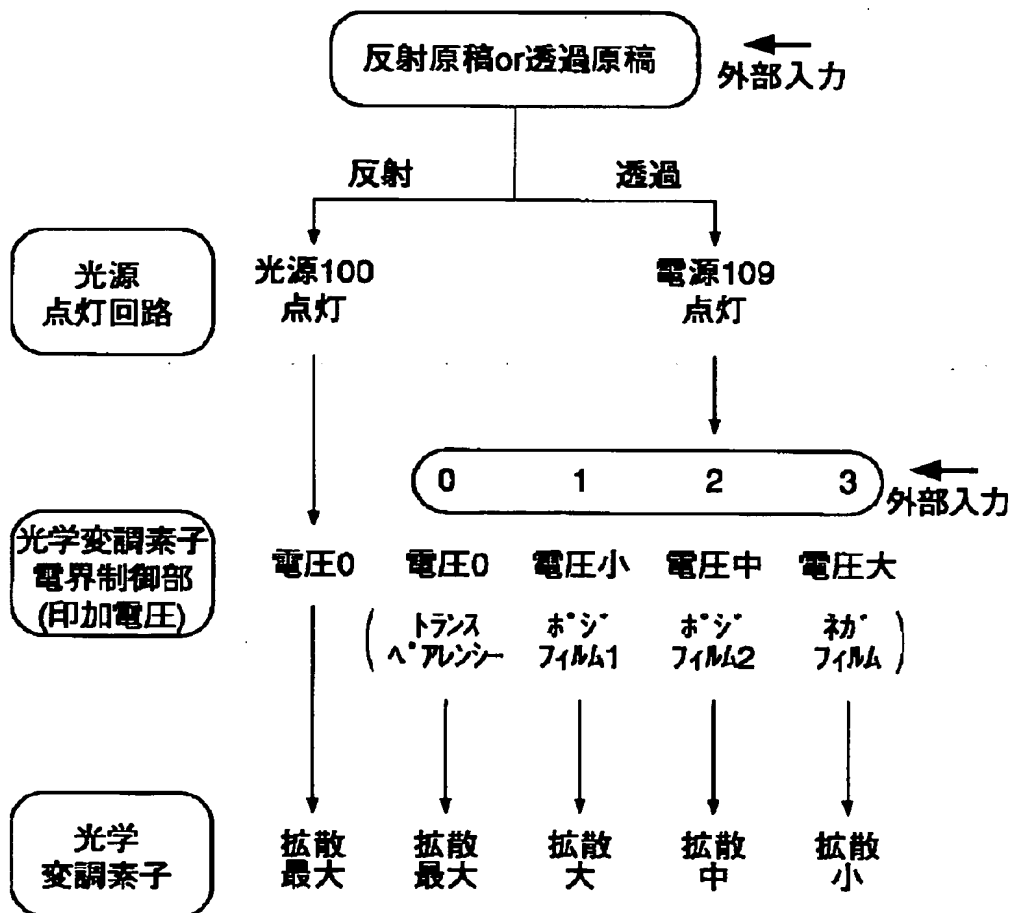 反射原稿or透過原稿
外部入力
反射
透過
光源
点灯回路
光源100
点灯
電源109
点灯
0 1 2 3
外部入力
光学変調素子
電界制御部
(印加電圧)
電圧0
電圧0
電圧小
電圧中
電圧大
(トランス
ペアレンシー
ポジ
フィルム1
ポジ
フィルム2
ネガ
フィルム)
光学
変調素子
拡散
最大
拡散
最大
拡散
大
拡散
中
拡散
小